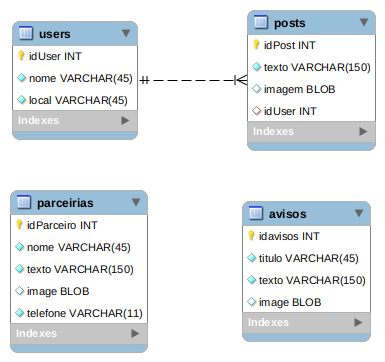 users
idUser INT
nome VARCHAR(45)
local VARCHAR(45)
Indexes
posts
idPost INT
texto VARCHAR(150)
imagem BLOB
idUser INT
Indexes
parceirias
idParceiro INT
nome VARCHAR(45)
texto VARCHAR(150)
image BLOB
telefone VARCHAR(11)
Indexes
avisos
idavisos INT
titulo VARCHAR(45)
texto VARCHAR(150)
image BLOB
Indexes